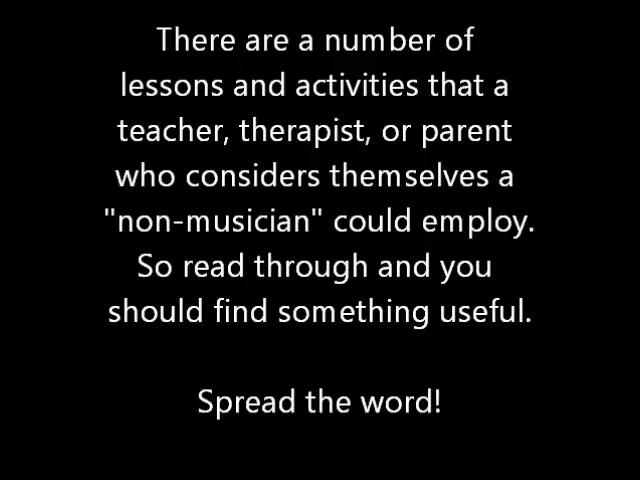 There are a number of
lessons and activities that a
teacher, therapist, or parent
who considers themselves a
"non-musician" could employ.
So read through and you
should find something useful.
Spread the word!